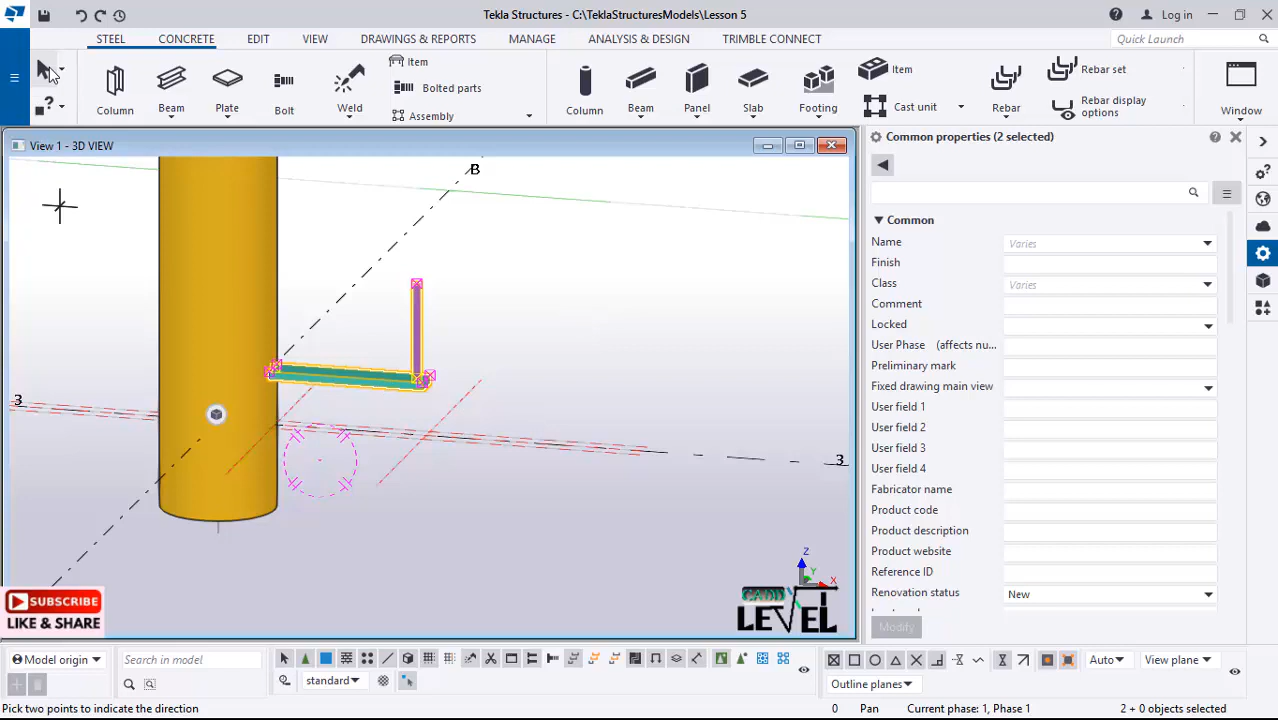 Tekla Structures - C:\TeklaStructuresModels\Lesson 5
Log in
STEEL CONCRETE EDIT VIEW DRAWINGS & REPORTS MANAGE ANALYSIS & DESIGN TRIMBLE CONNECT
Quick Launch
Column Beam Plate Bolt Weld
Item
Bolted parts
Assembly
Column Beam Panel Slab Footing
Item
Cast unit
Rebar
Rebar set
Rebar display options
Window
View 1 - 3D VIEW
B
3
3
Z
Y
X
SUBSCRIBE
LIKE & SHARE
CADD
LEVEL
Common properties (2 selected)
Common
Name Varies
Finish
Class Varies
Comment
Locked
User Phase (affects nu...
Preliminary mark
Fixed drawing main view
User field 1
User field 2
User field 3
User field 4
Fabricator name
Product code
Product description
Product website
Reference ID
Renovation status New
Modify
Model origin
Search in model
standard
Auto
View plane
Outline planes
Pick two points to indicate the direction
0 Pan Current phase: 1, Phase 1 2 + 0 objects selected